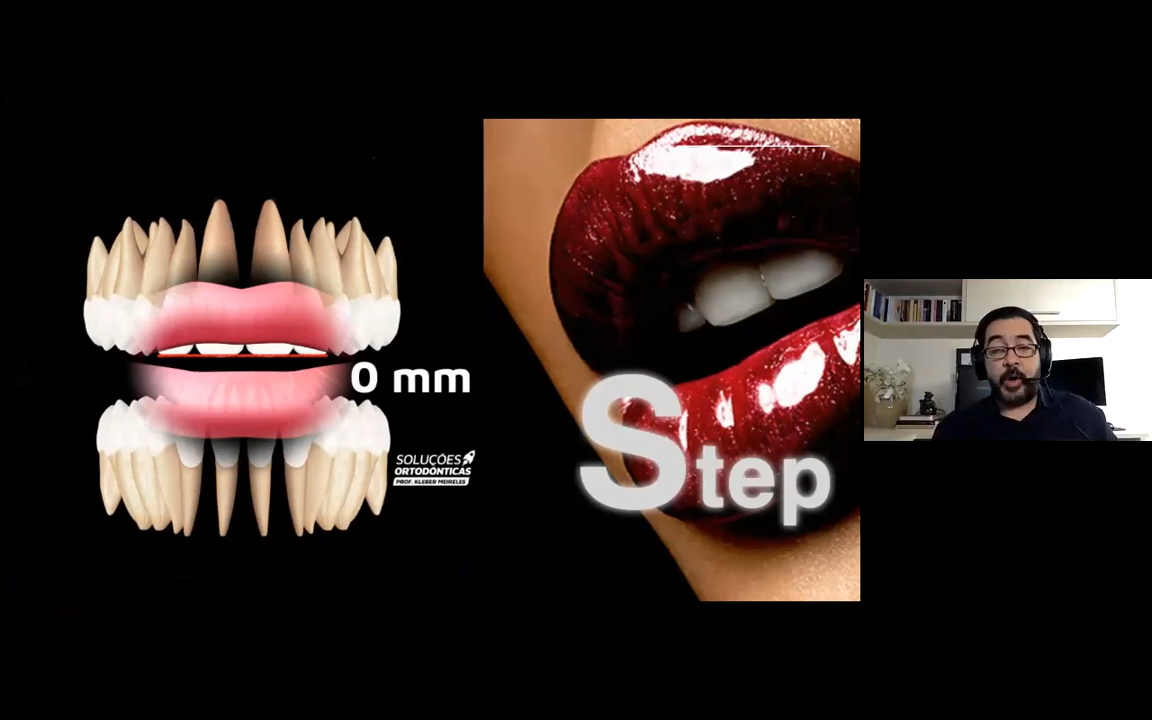 0 mm
SOLUÇÕES
ORTODÔNTICAS
PROF. KLEBER MEIRELES
Step